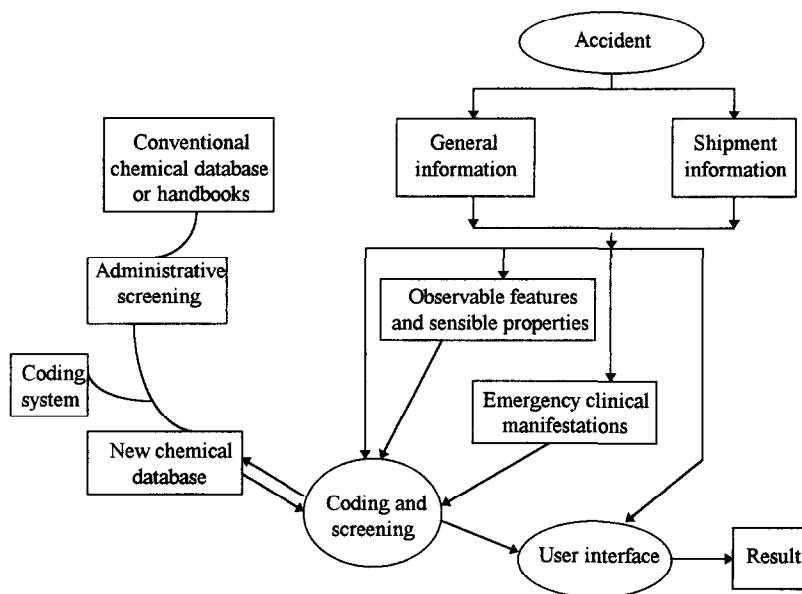 Accident
General
information
Shipment
information
Conventional
chemical database
or handbooks
Administrative
screening
Observable features
and sensible properties
Coding
system
Emergency clinical
manifestations
New chemical
database
Coding and
screening
User interface
Result